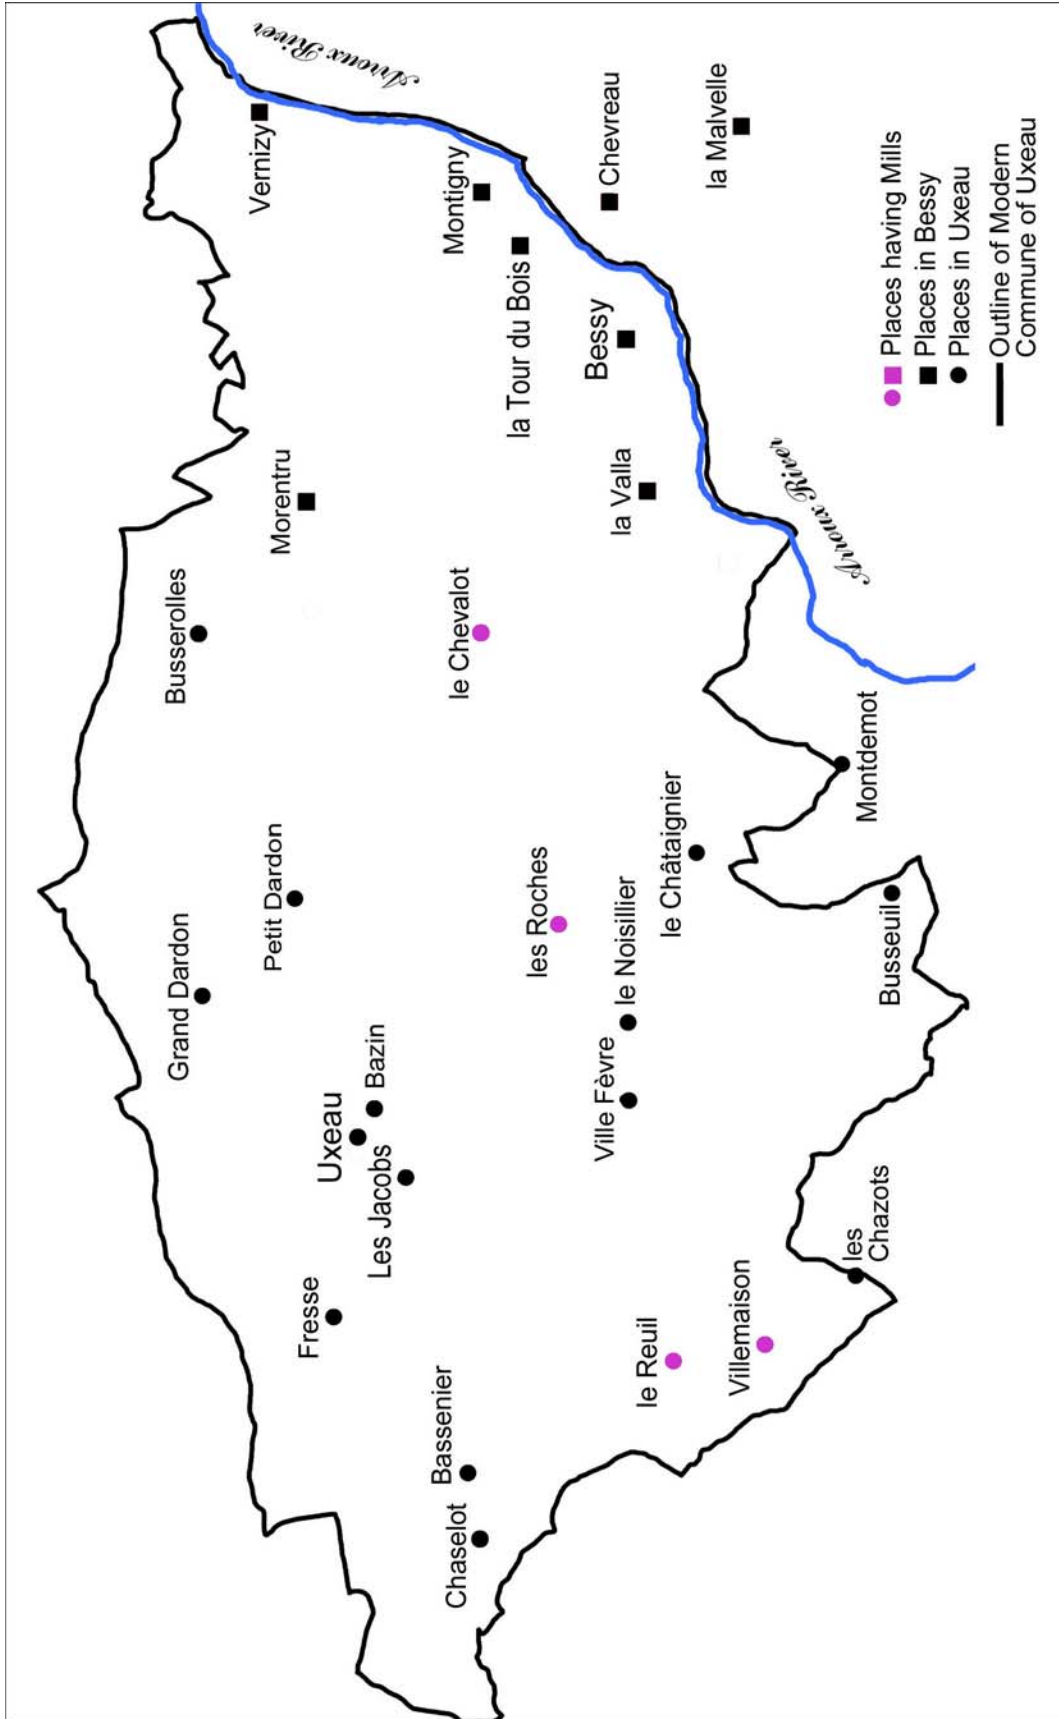 Arroux River
Vernizy
Montigny
Chevreau
la Malvelle
la Tour du Bois
Bessy
Morentru
la Valla
Arroux River
Busserolles
le Chevalot
Montdemot
Petit Dardon
le Châtaignier
les Roches
Grand Dardon
le Noisillier
Busseuil
Bazin
Uxeau
Ville Fèvre
Les Jacobs
les
Chazots
Fresse
le Reuil
Villemaison
Bassenier
Chaselot
Places having Mills
Places in Bessy
Places in Uxeau
Outline of Modern
Commune of Uxeau